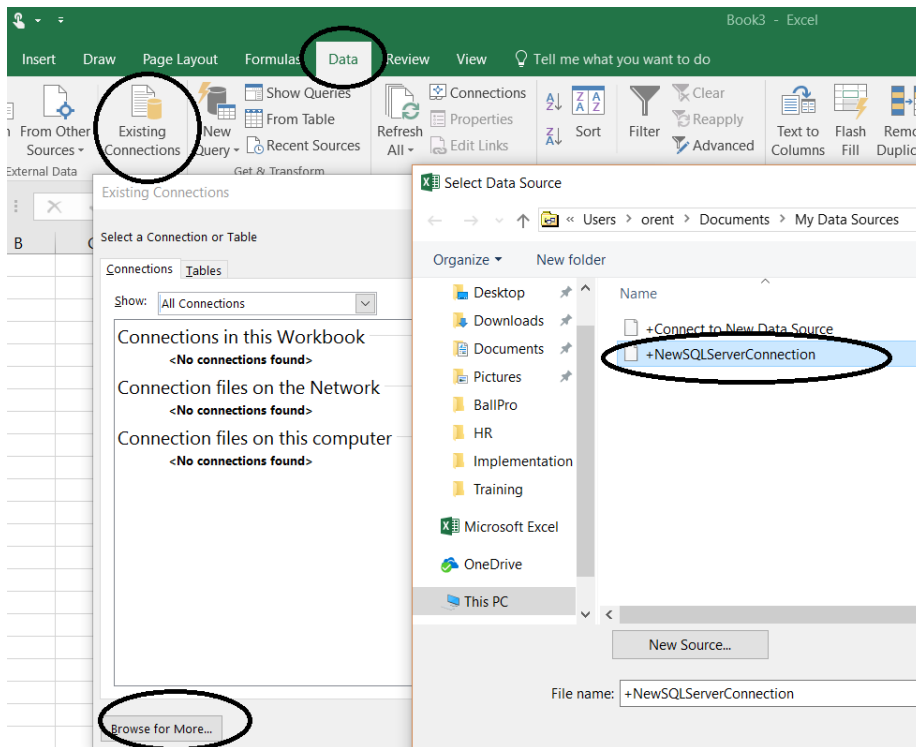 Book3 - Excel
Insert Draw Page Layout Formulas Data Review View Tell me what you want to do
Show Queries
From Table
Recent Sources
From Other Sources
Existing Connections
New Query
Refresh All
Connections
Properties
Edit Links
Sort
Filter
Clear
Reapply
Advanced
Text to Columns
Flash Fill
External Data
Get & Transform
B
Existing Connections
Select a Connection or Table
Connections Tables
Show: All Connections
Connections in this Workbook
<No connections found>
Connection files on the Network
<No connections found>
Connection files on this computer
<No connections found>
Browse for More...
Select Data Source
« Users > orent > Documents > My Data Sources
Organize New folder
Desktop
Downloads
Documents
Pictures
BallPro
HR
Implementation
Training
Microsoft Excel
OneDrive
This PC
Name
+Connect to New Data Source
+NewSQLServerConnection
New Source...
File name: +NewSQLServerConnection